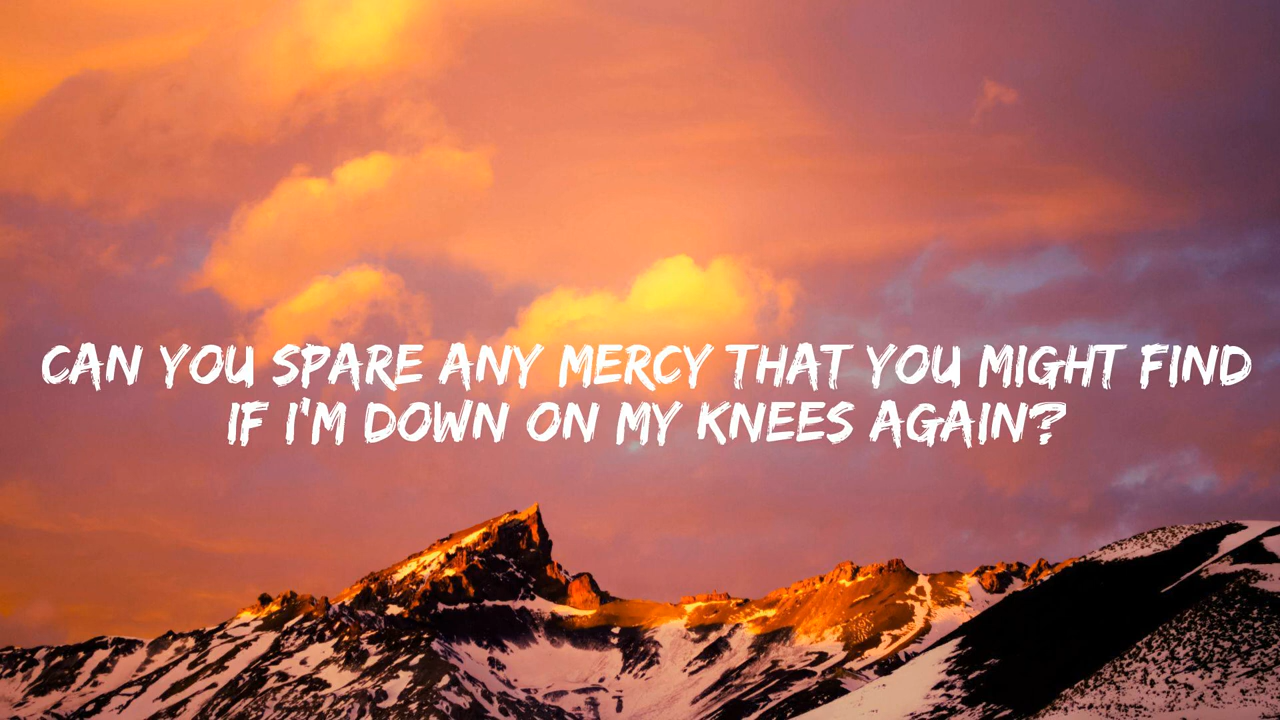 CAN YOU SPARE ANY MERCY THAT YOU MIGHT FIND
IF I'M DOWN ON MY KNEES AGAIN?